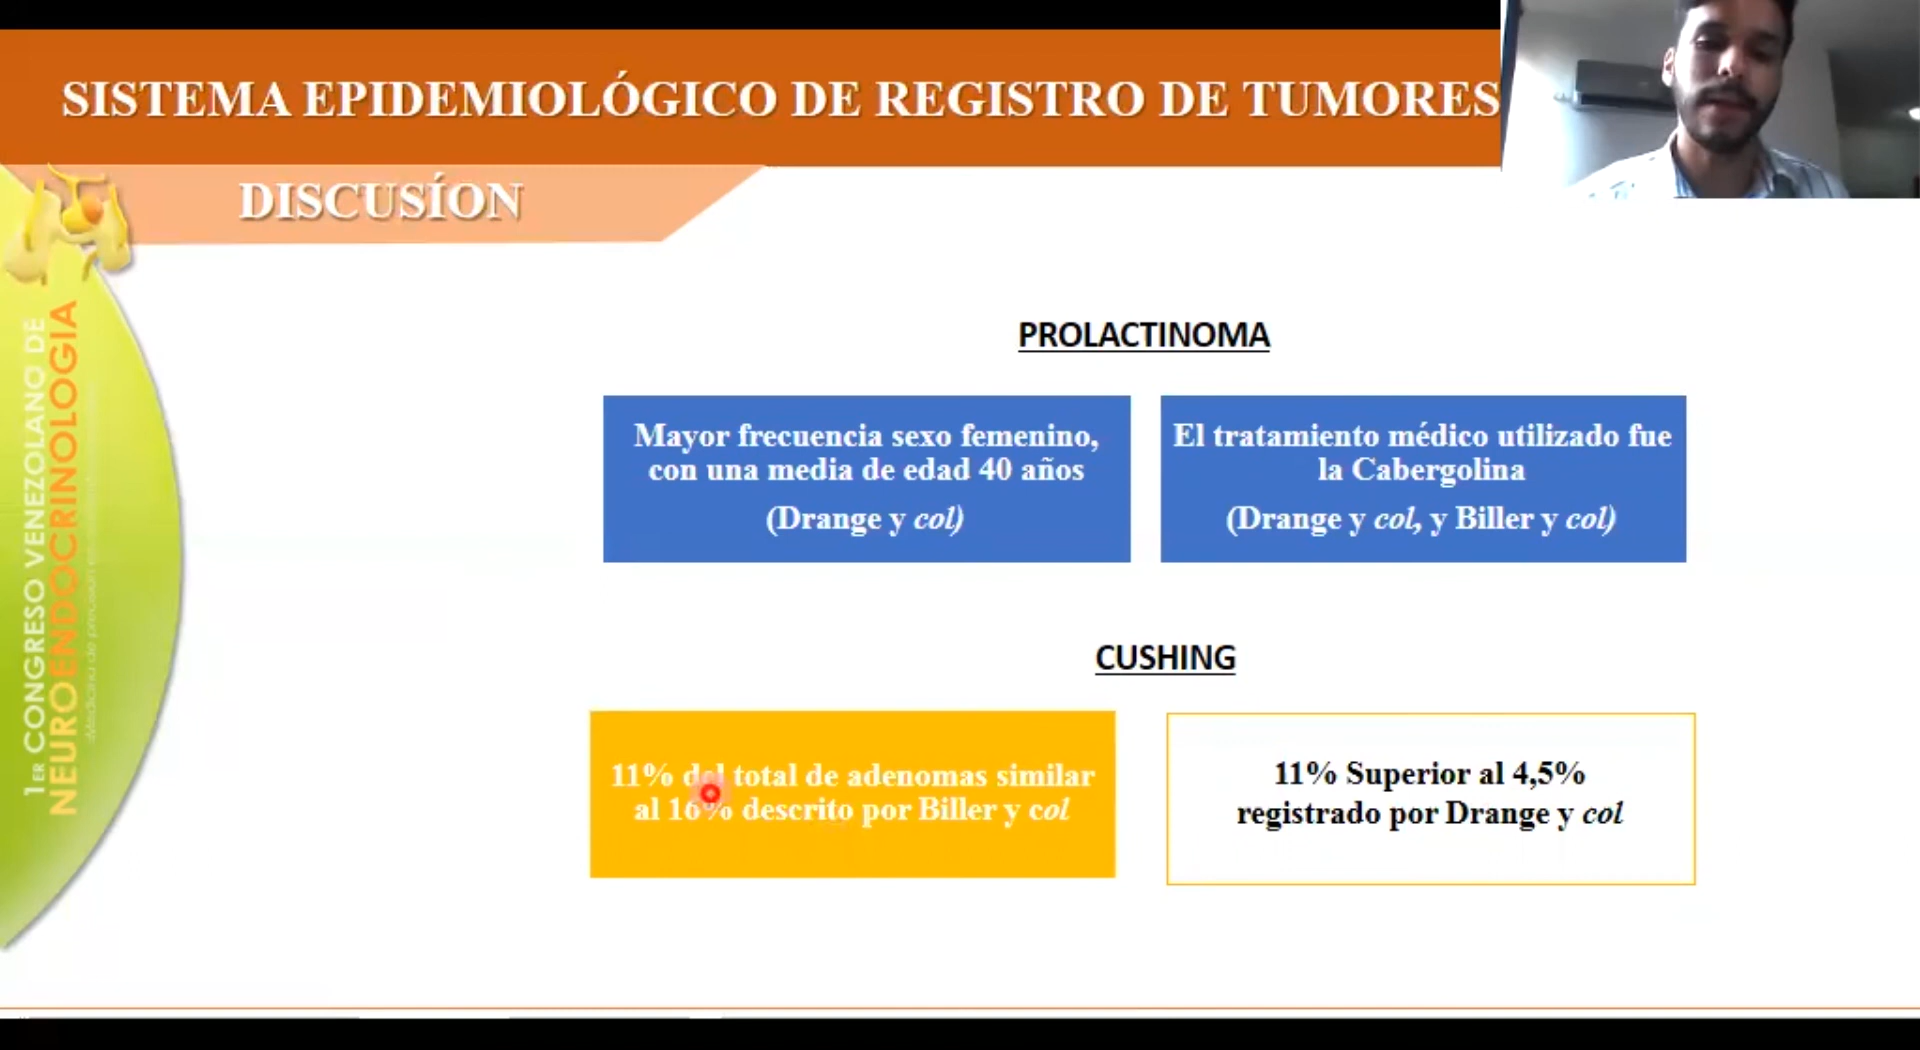 SISTEMA EPIDEMIOLÓGICO DE REGISTRO DE TUMORES
DISCUSÍON
1ER CONGRESO VENEZOLANO DE
NEUROENDOCRINOLOGIA
PROLACTINOMA
Mayor frecuencia sexo femenino,
con una media de edad 40 años
(Drange y col)
El tratamiento médico utilizado fue
la Cabergolina
(Drange y col, y Biller y col)
CUSHING
11% del total de adenomas similar
al 16% descrito por Biller y col
11% Superior al 4,5%
registrado por Drange y col